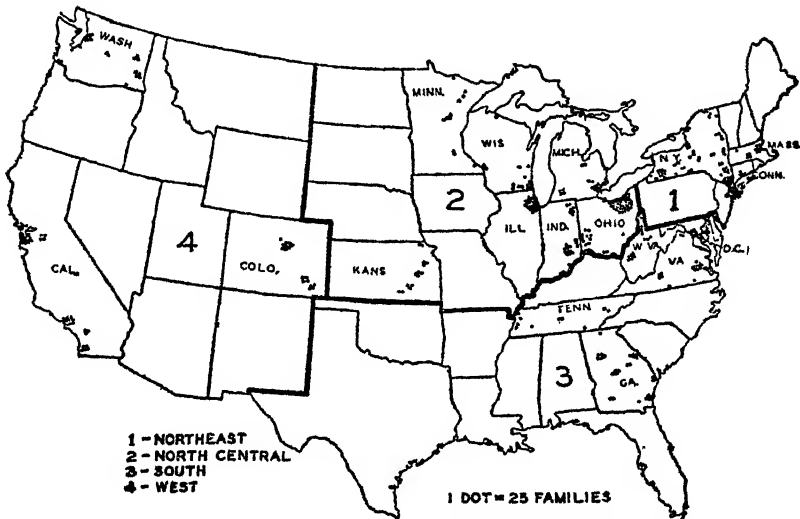 WASH
MINN.
WIS
MICH
N.Y.
MASS.
CONN.
1
2
ILL
IND.
OHIO
W VA
VA
D.C.
4
COLO.
KANS
CAL.
TENN
3
GA.
1 - NORTHEAST
2 - NORTH CENTRAL
3 - SOUTH
4 - WEST
1 DOT = 25 FAMILIES